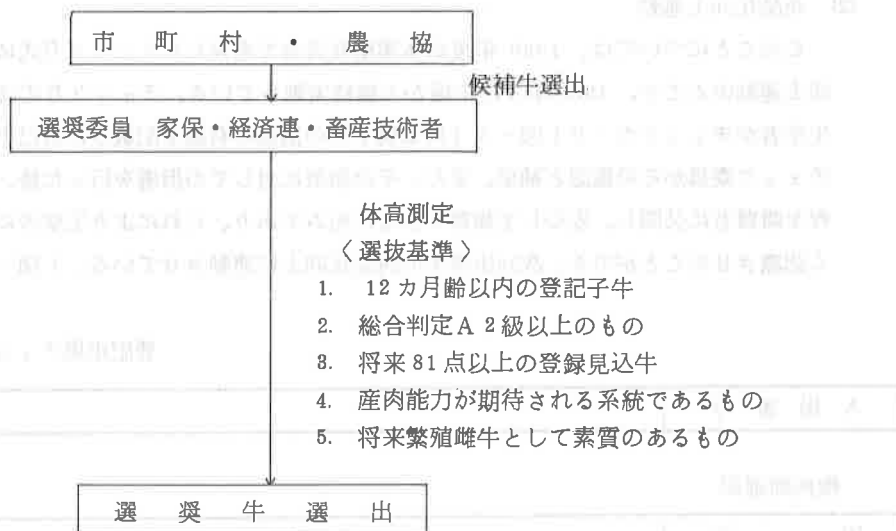 市町村・農協
候補牛選出
選奨委員 家保・経済連・畜産技術者
体高測定
〈選抜基準〉
1. 12カ月齢以内の登記子牛
2. 総合判定A2級以上のもの
3. 将来81点以上の登録見込牛
4. 産肉能力が期待される系統であるもの
5. 将来繁殖雌牛として素質のあるもの
選奨牛選出